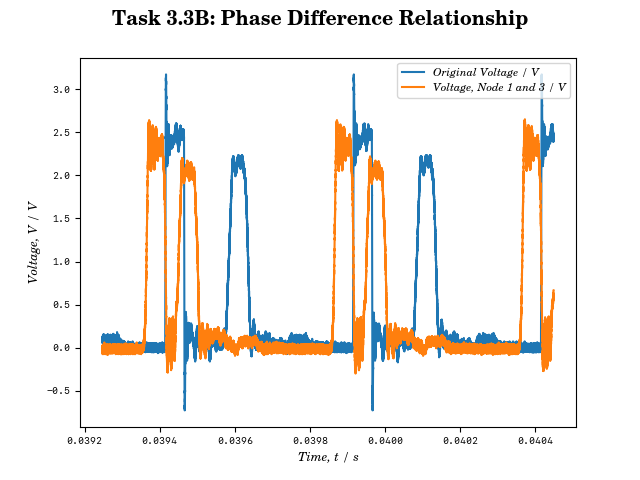 Task 3.3B: Phase Difference Relationship
Original Voltage / V
Voltage, Node 1 and 3 / V
3.0
2.5
2.0
1.5
1.0
0.5
0.0
−0.5
Voltage, V / V
0.0392 0.0394 0.0396 0.0398 0.0400 0.0402 0.0404
Time, t / s